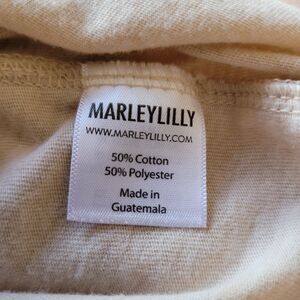 MARLEYLILLY
WWW.MARLEYLILLY.COM
50% Cotton
50% Polyester
Made in
Guatemala